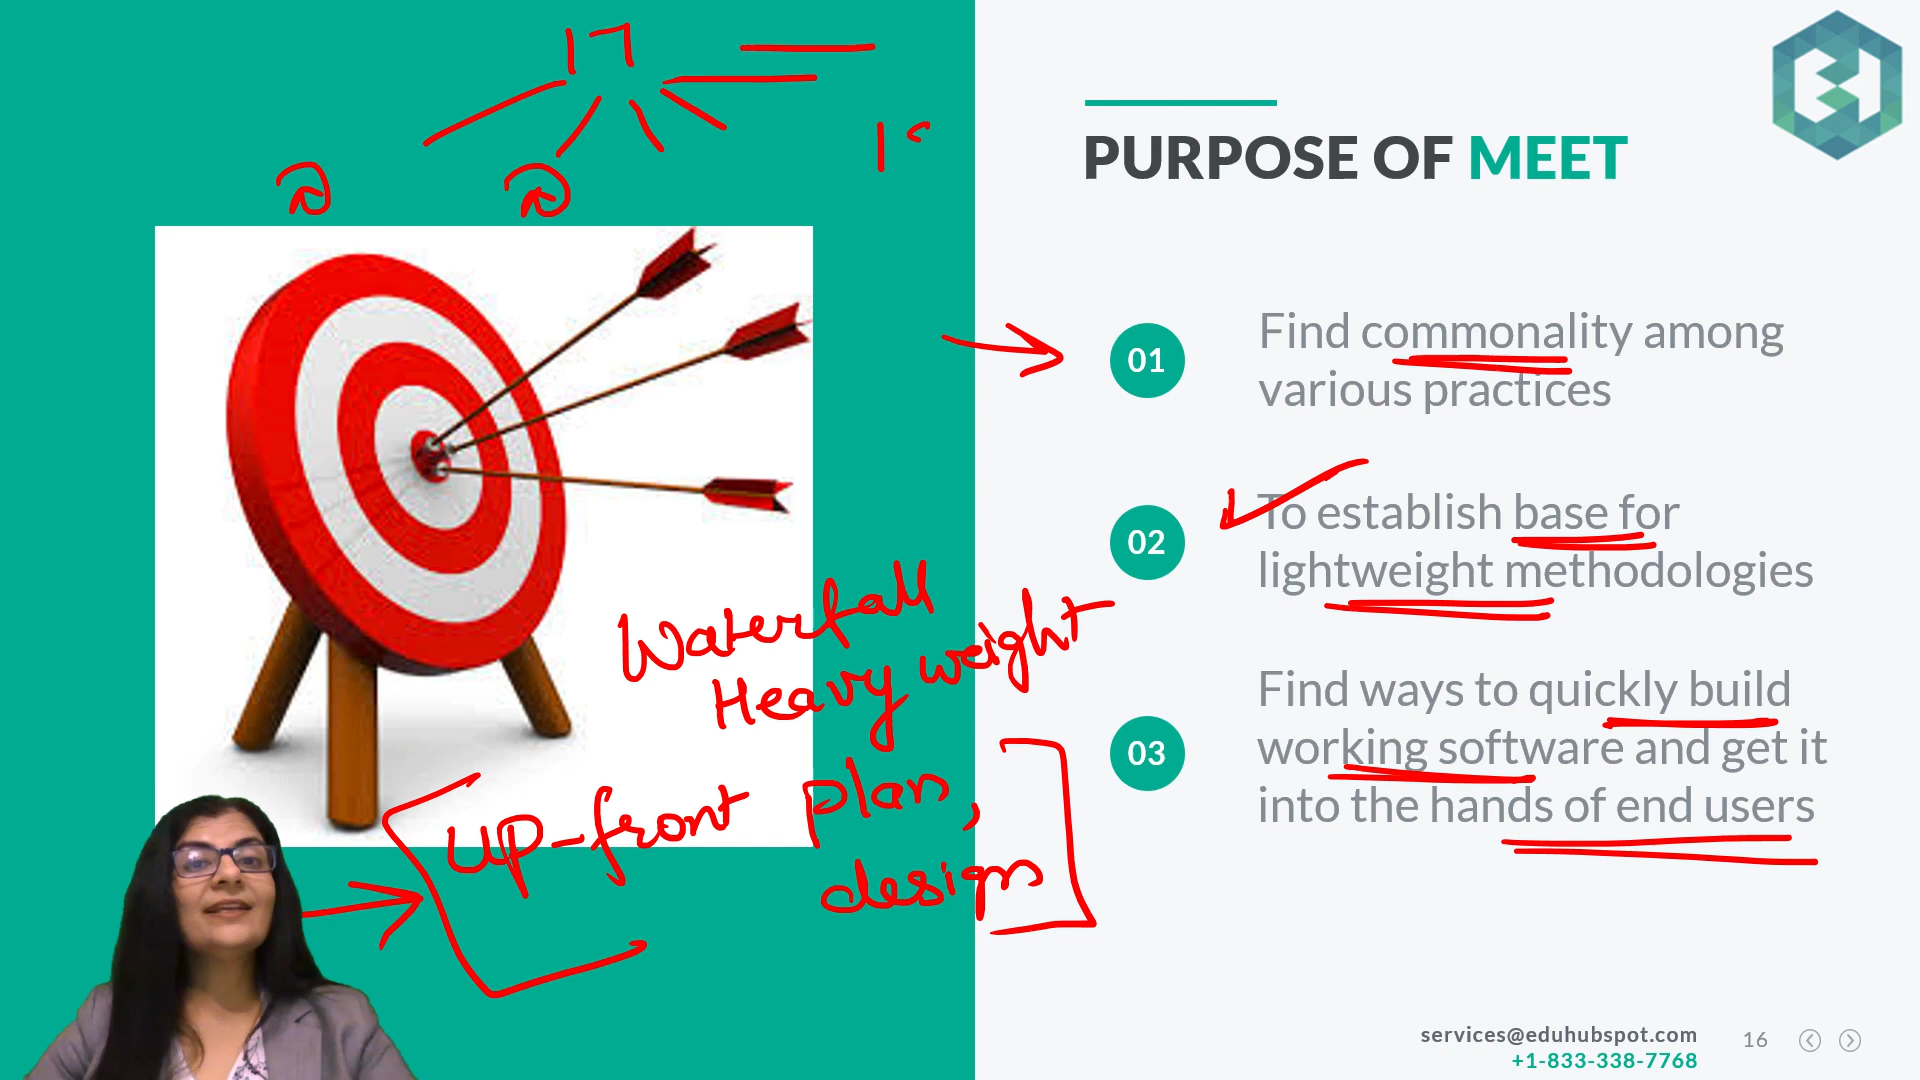 17
PURPOSE OF MEET
01
Find commonality among
various practices
02
To establish base for
lightweight methodologies
03
Find ways to quickly build
working software and get it
into the hands of end users
Waterfall
Heavy weight
UP-front plan,
design
services@eduhubspot.com
+1-833-338-7768
16